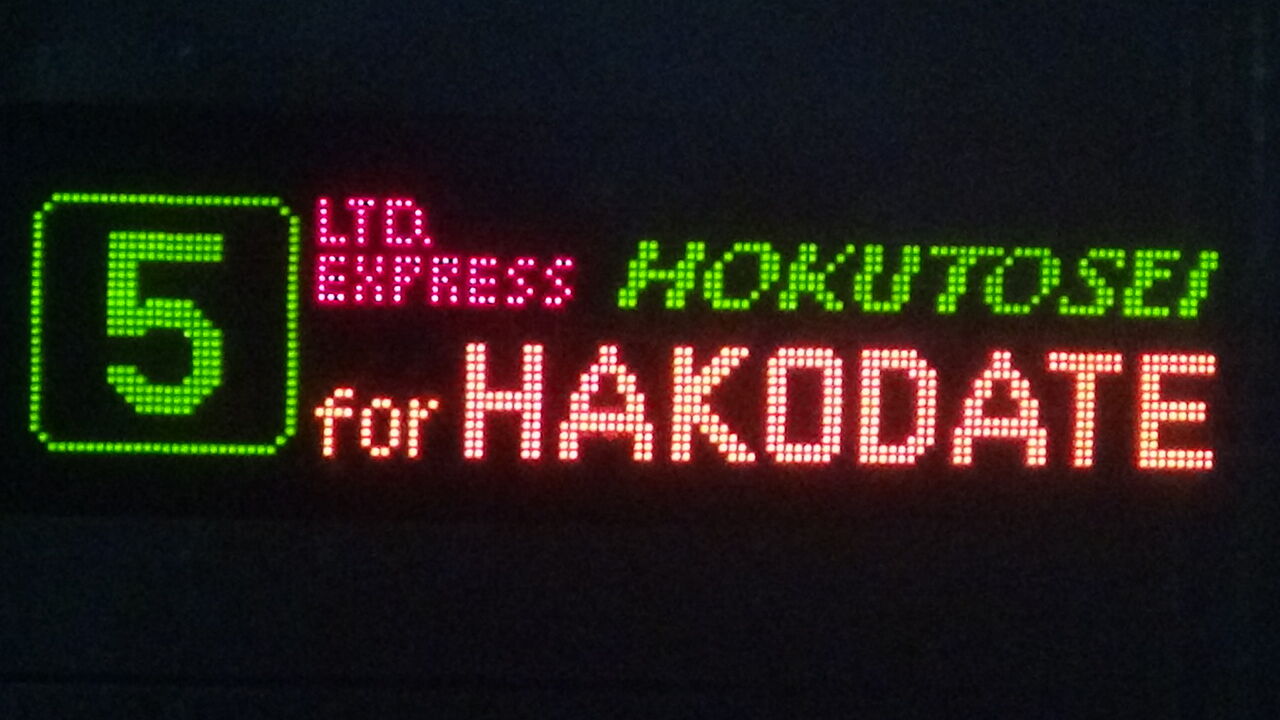 5
LTD.
EXPRESS HOKUTOSEI
for HAKODATE